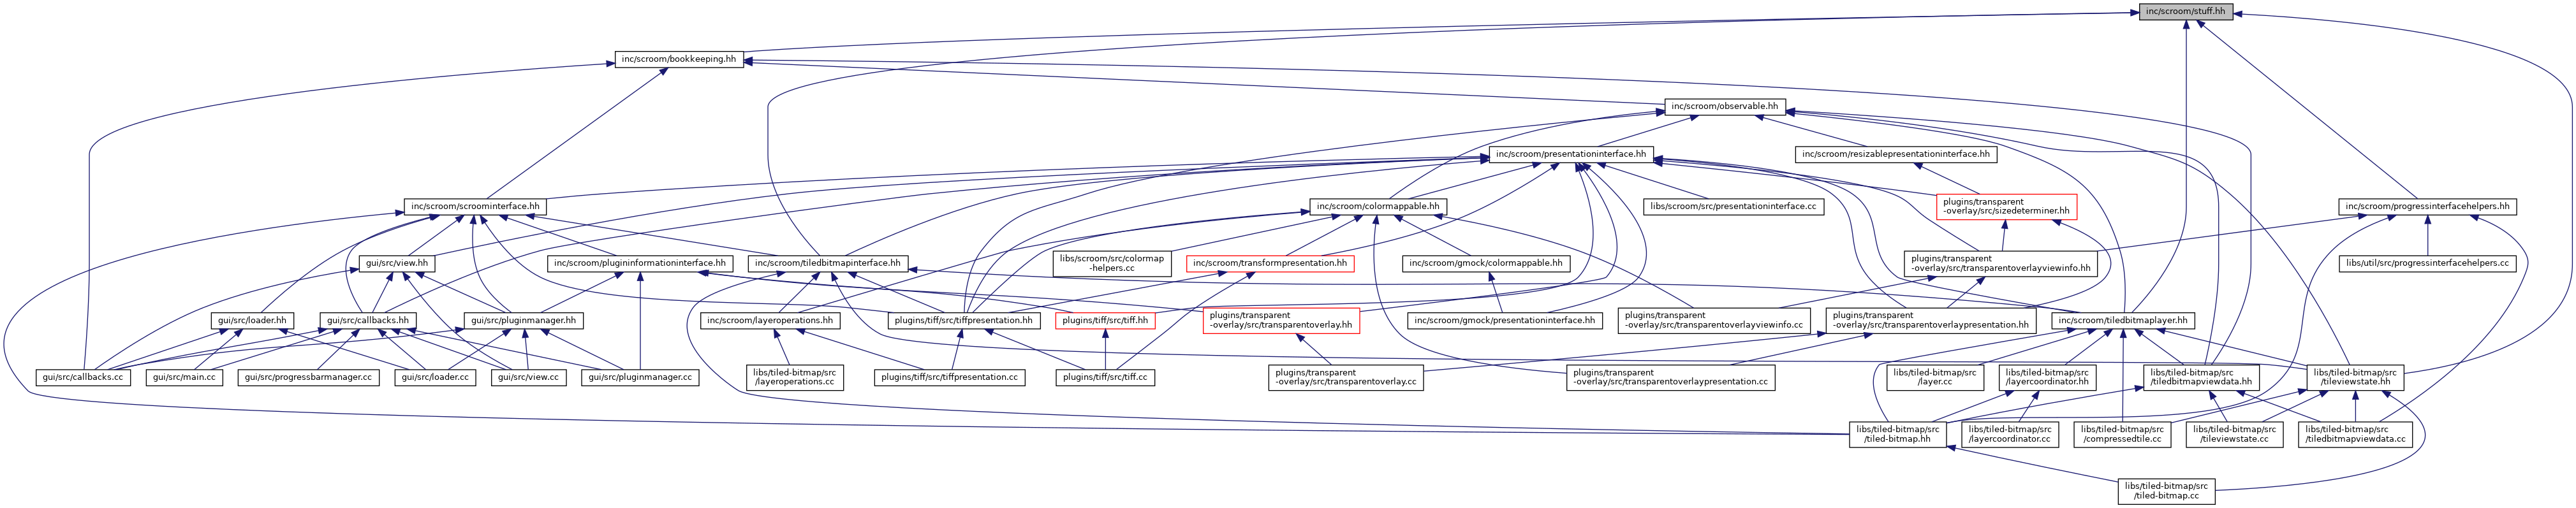 inc/scroom/stuff.hh
inc/scroom/bookkeeping.hh
inc/scroom/observable.hh
inc/scroom/presentationinterface.hh
inc/scroom/resizablepresentationinterface.hh
inc/scroom/scroominterface.hh
inc/scroom/colormappable.hh
libs/scroom/src/presentationinterface.cc
plugins/transparent
-overlay/src/sizedeterminer.hh
inc/scroom/progressinterfacehelpers.hh
gui/src/view.hh
inc/scroom/plugininformationinterface.hh
inc/scroom/tiledbitmapinterface.hh
libs/scroom/src/colormap
-helpers.cc
inc/scroom/transformpresentation.hh
inc/scroom/gmock/colormappable.hh
plugins/transparent
-overlay/src/transparentoverlayviewinfo.hh
libs/util/src/progressinterfacehelpers.cc
gui/src/loader.hh
gui/src/callbacks.hh
gui/src/pluginmanager.hh
inc/scroom/layeroperations.hh
plugins/tiff/src/tiffpresentation.hh
plugins/tiff/src/tiff.hh
plugins/transparent
-overlay/src/transparentoverlay.hh
inc/scroom/gmock/presentationinterface.hh
plugins/transparent
-overlay/src/transparentoverlayviewinfo.cc
plugins/transparent
-overlay/src/transparentoverlaypresentation.hh
inc/scroom/tiledbitmaplayer.hh
gui/src/callbacks.cc
gui/src/main.cc
gui/src/progressbarmanager.cc
gui/src/loader.cc
gui/src/view.cc
gui/src/pluginmanager.cc
libs/tiled-bitmap/src
/layeroperations.cc
plugins/tiff/src/tiffpresentation.cc
plugins/tiff/src/tiff.cc
plugins/transparent
-overlay/src/transparentoverlay.cc
plugins/transparent
-overlay/src/transparentoverlaypresentation.cc
libs/tiled-bitmap/src
/layer.cc
libs/tiled-bitmap/src
/layercoordinator.hh
libs/tiled-bitmap/src
/tiledbitmapviewdata.hh
libs/tiled-bitmap/src
/tileviewstate.hh
libs/tiled-bitmap/src
/tiled-bitmap.hh
libs/tiled-bitmap/src
/layercoordinator.cc
libs/tiled-bitmap/src
/compressedtile.cc
libs/tiled-bitmap/src
/tileviewstate.cc
libs/tiled-bitmap/src
/tiledbitmapviewdata.cc
libs/tiled-bitmap/src
/tiled-bitmap.cc